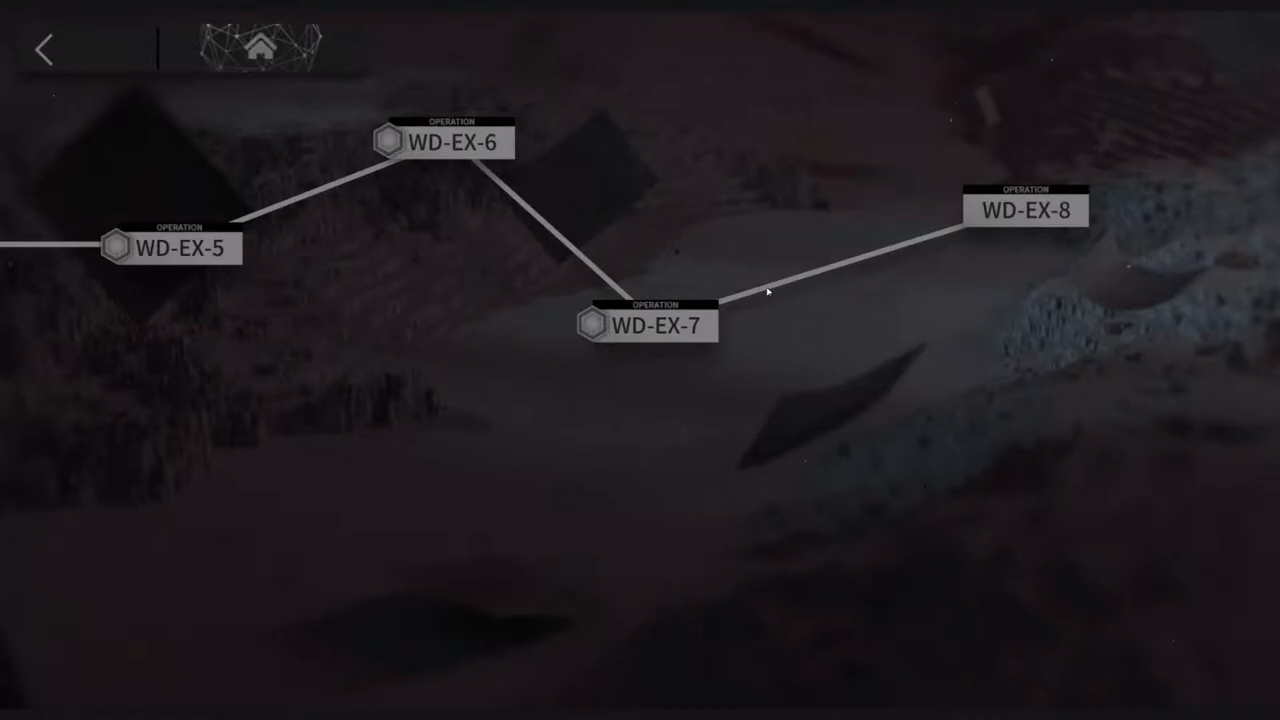 OPERATION
WD-EX-6
OPERATION
WD-EX-8
OPERATION
WD-EX-5
OPERATION
WD-EX-7